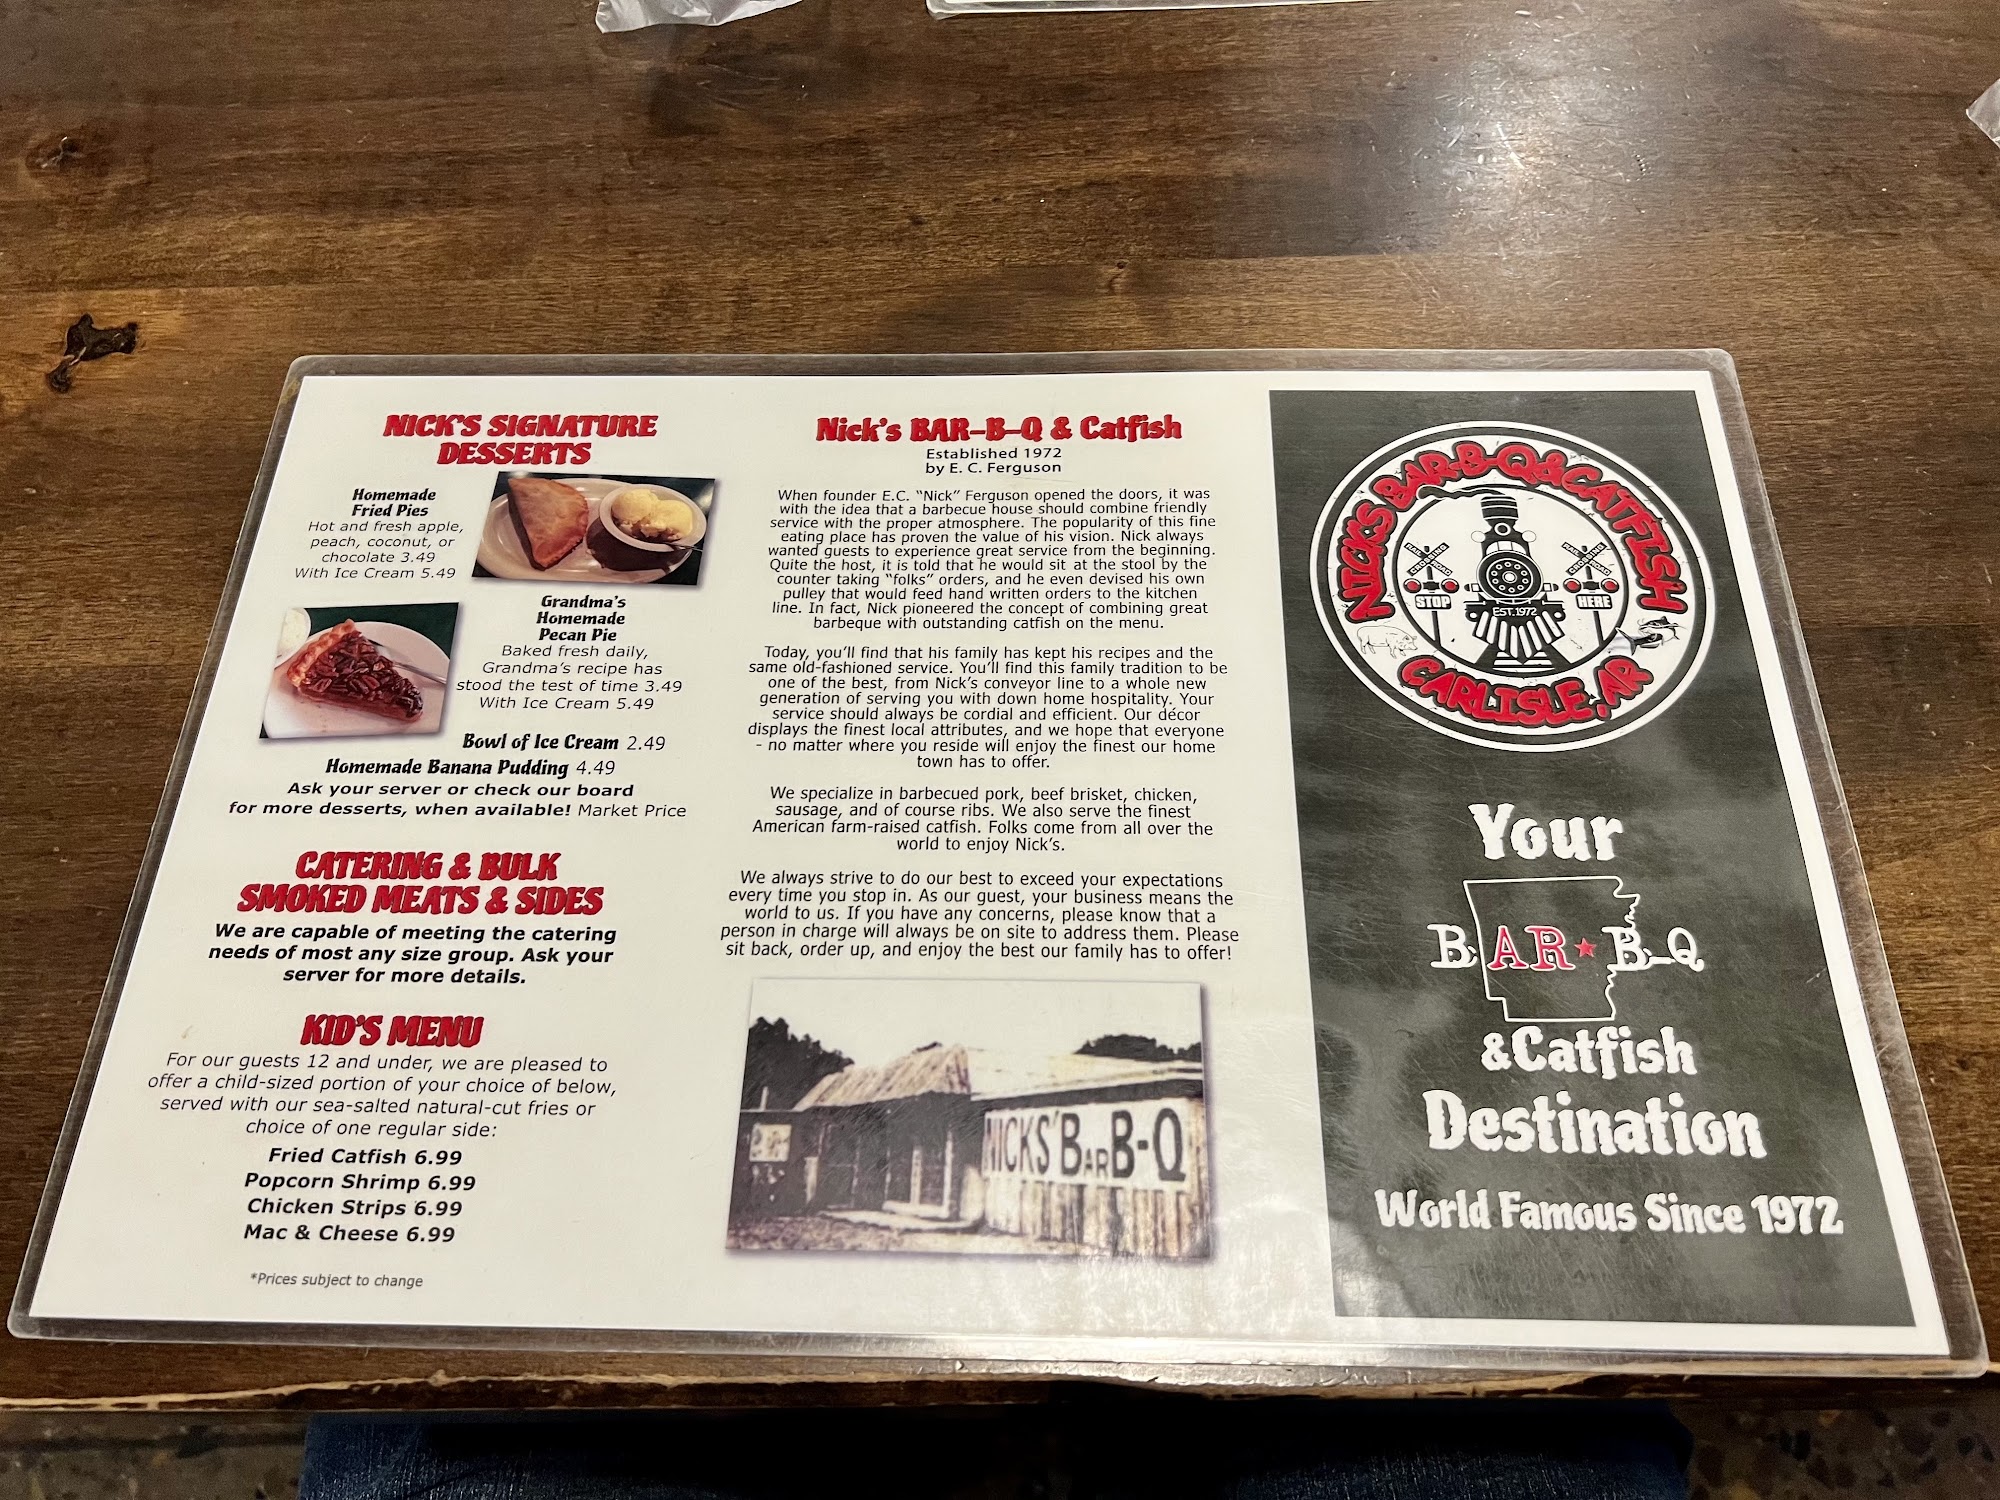 NICK'S SIGNATURE
DESSERTS
Homemade
Fried Pies
Hot and fresh apple,
peach, coconut, or
chocolate 3.49
With Ice Cream 5.49
Grandma's
Homemade
Pecan Pie
Baked fresh daily,
Grandma's recipe has
stood the test of time 3.49
With Ice Cream 5.49
Bowl of Ice Cream 2.49
Homemade Banana Pudding 4.49
Ask your server or check our board
for more desserts, when available! Market Price
CATERING & BULK
SMOKED MEATS & SIDES
We are capable of meeting the catering
needs of most any size group. Ask your
server for more details.
KID'S MENU
For our guests 12 and under, we are pleased to
offer a child-sized portion of your choice of below,
served with our sea-salted natural-cut fries or
choice of one regular side:
Fried Catfish 6.99
Popcorn Shrimp 6.99
Chicken Strips 6.99
Mac & Cheese 6.99
*Prices subject to change
Nick's BAR-B-Q & Catfish
Established 1972
by E. C. Ferguson
When founder E.C. "Nick" Ferguson opened the doors, it was
with the idea that a barbecue house should combine friendly
service with the proper atmosphere. The popularity of this fine
eating place has proven the value of his vision. Nick always
wanted guests to experience great service from the beginning.
Quite the host, it is told that he would sit at the stool by the
counter taking "folks" orders, and he even devised his own
pulley that would feed hand written orders to the kitchen
line. In fact, Nick pioneered the concept of combining great
barbeque with outstanding catfish on the menu.
Today, you'll find that his family has kept his recipes and the
same old-fashioned service. You'll find this family tradition to be
one of the best, from Nick's conveyor line to a whole new
generation of serving you with down home hospitality. Your
service should always be cordial and efficient. Our décor
displays the finest local attributes, and we hope that everyone
- no matter where you reside will enjoy the finest our home
town has to offer.
We specialize in barbecued pork, beef brisket, chicken,
sausage, and of course ribs. We also serve the finest
American farm-raised catfish. Folks come from all over the
world to enjoy Nick's.
We always strive to do our best to exceed your expectations
every time you stop in. As our guest, your business means the
world to us. If you have any concerns, please know that a
person in charge will always be on site to address them. Please
sit back, order up, and enjoy the best our family has to offer!
NICKS' BAR B-Q
NICK'S BAR-B-Q & CATFISH
RAIL CROSSING ROAD
RAIL CROSSING ROAD
STOP
HERE
EST. 1972
CARLISLE, AR
Your
BAR★B-Q
&Catfish
Destination
World Famous Since 1972